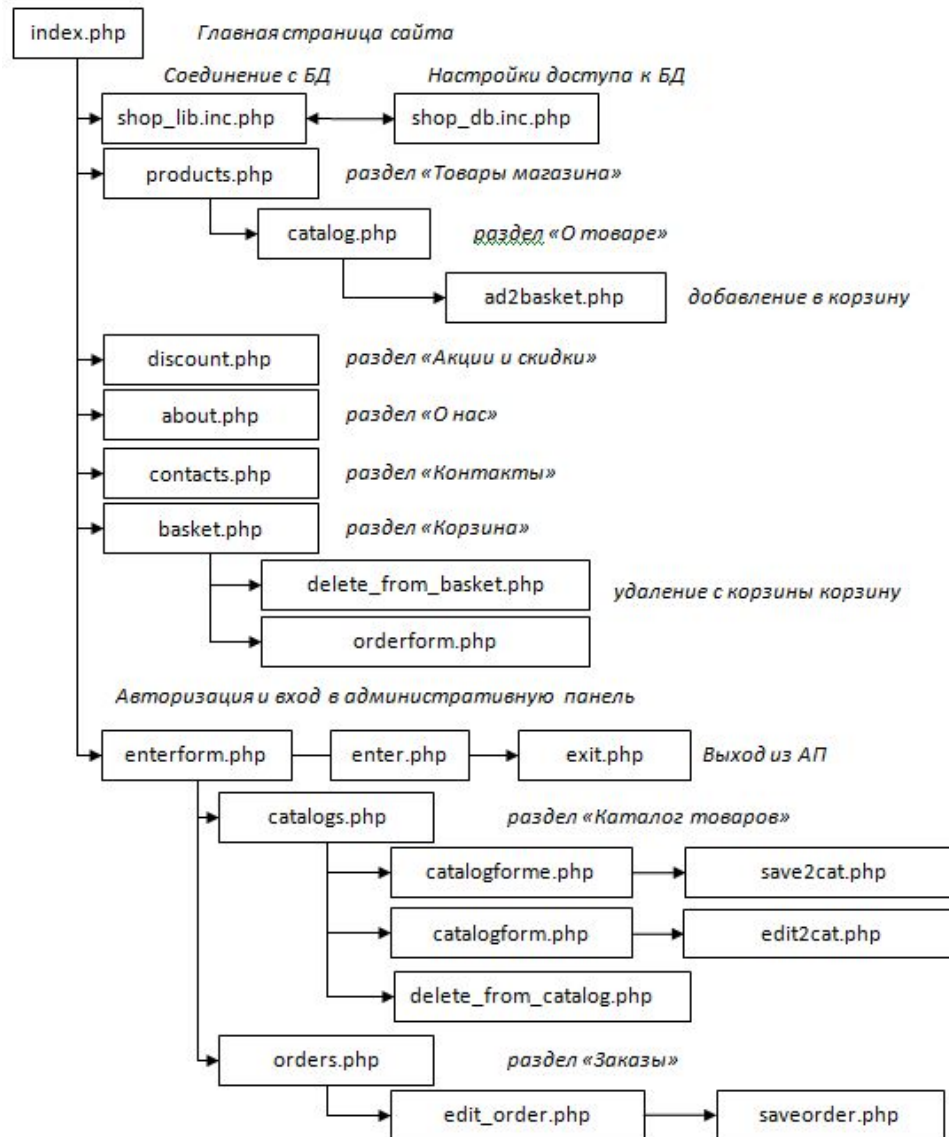 index.php
Главная страница сайта
Соединение с БД
Настройки доступа к БД
shop_lib.inc.php
shop_db.inc.php
products.php
раздел «Товары магазина»
catalog.php
раздел «О товаре»
ad2basket.php
добавление в корзину
discount.php
раздел «Акции и скидки»
about.php
раздел «О нас»
contacts.php
раздел «Контакты»
basket.php
раздел «Корзина»
delete_from_basket.php
удаление с корзины корзину
orderform.php
Авторизация и вход в административную панель
enterform.php
enter.php
exit.php
Выход из АП
catalogs.php
раздел «Каталог товаров»
catalogforme.php
save2cat.php
catalogform.php
edit2cat.php
delete_from_catalog.php
orders.php
раздел «Заказы»
edit_order.php
saveorder.php